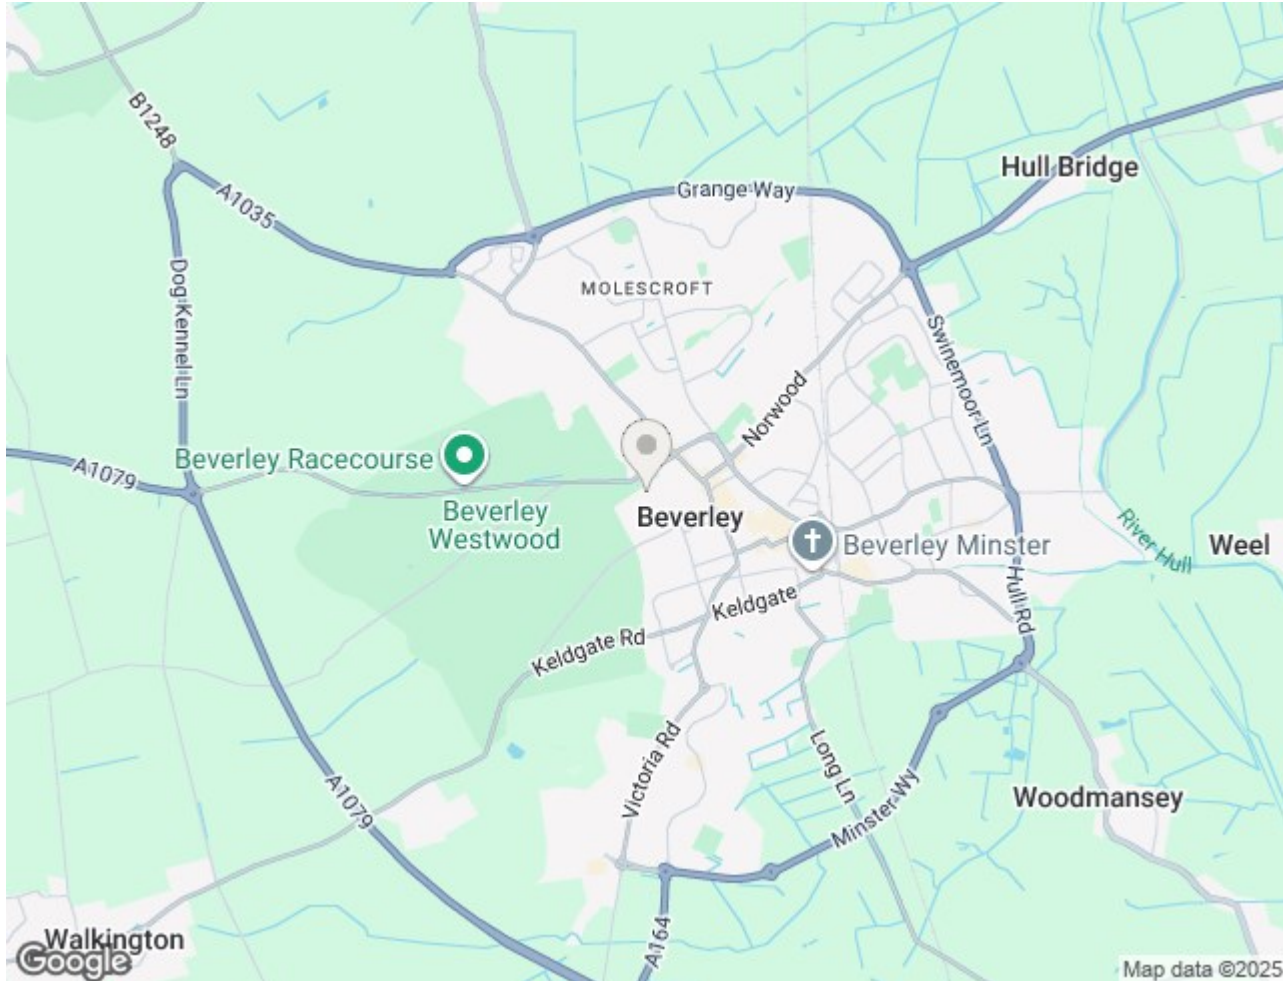 B1248
Hull Bridge
Grange Way
A1035
MOLESCROFT
Dog Kennel Ln
Swinemoor Ln
Norwood
Beverley Racecourse
A1079
Beverley
Westwood
Beverley
Beverley Minster
River Hull
Weel
Hull Rd
Keldgate
Keldgate Rd
Victoria Rd
Long Ln
A1079
Minster Wy
Woodmansey
Walkington
A164
Google
Map data ©2025